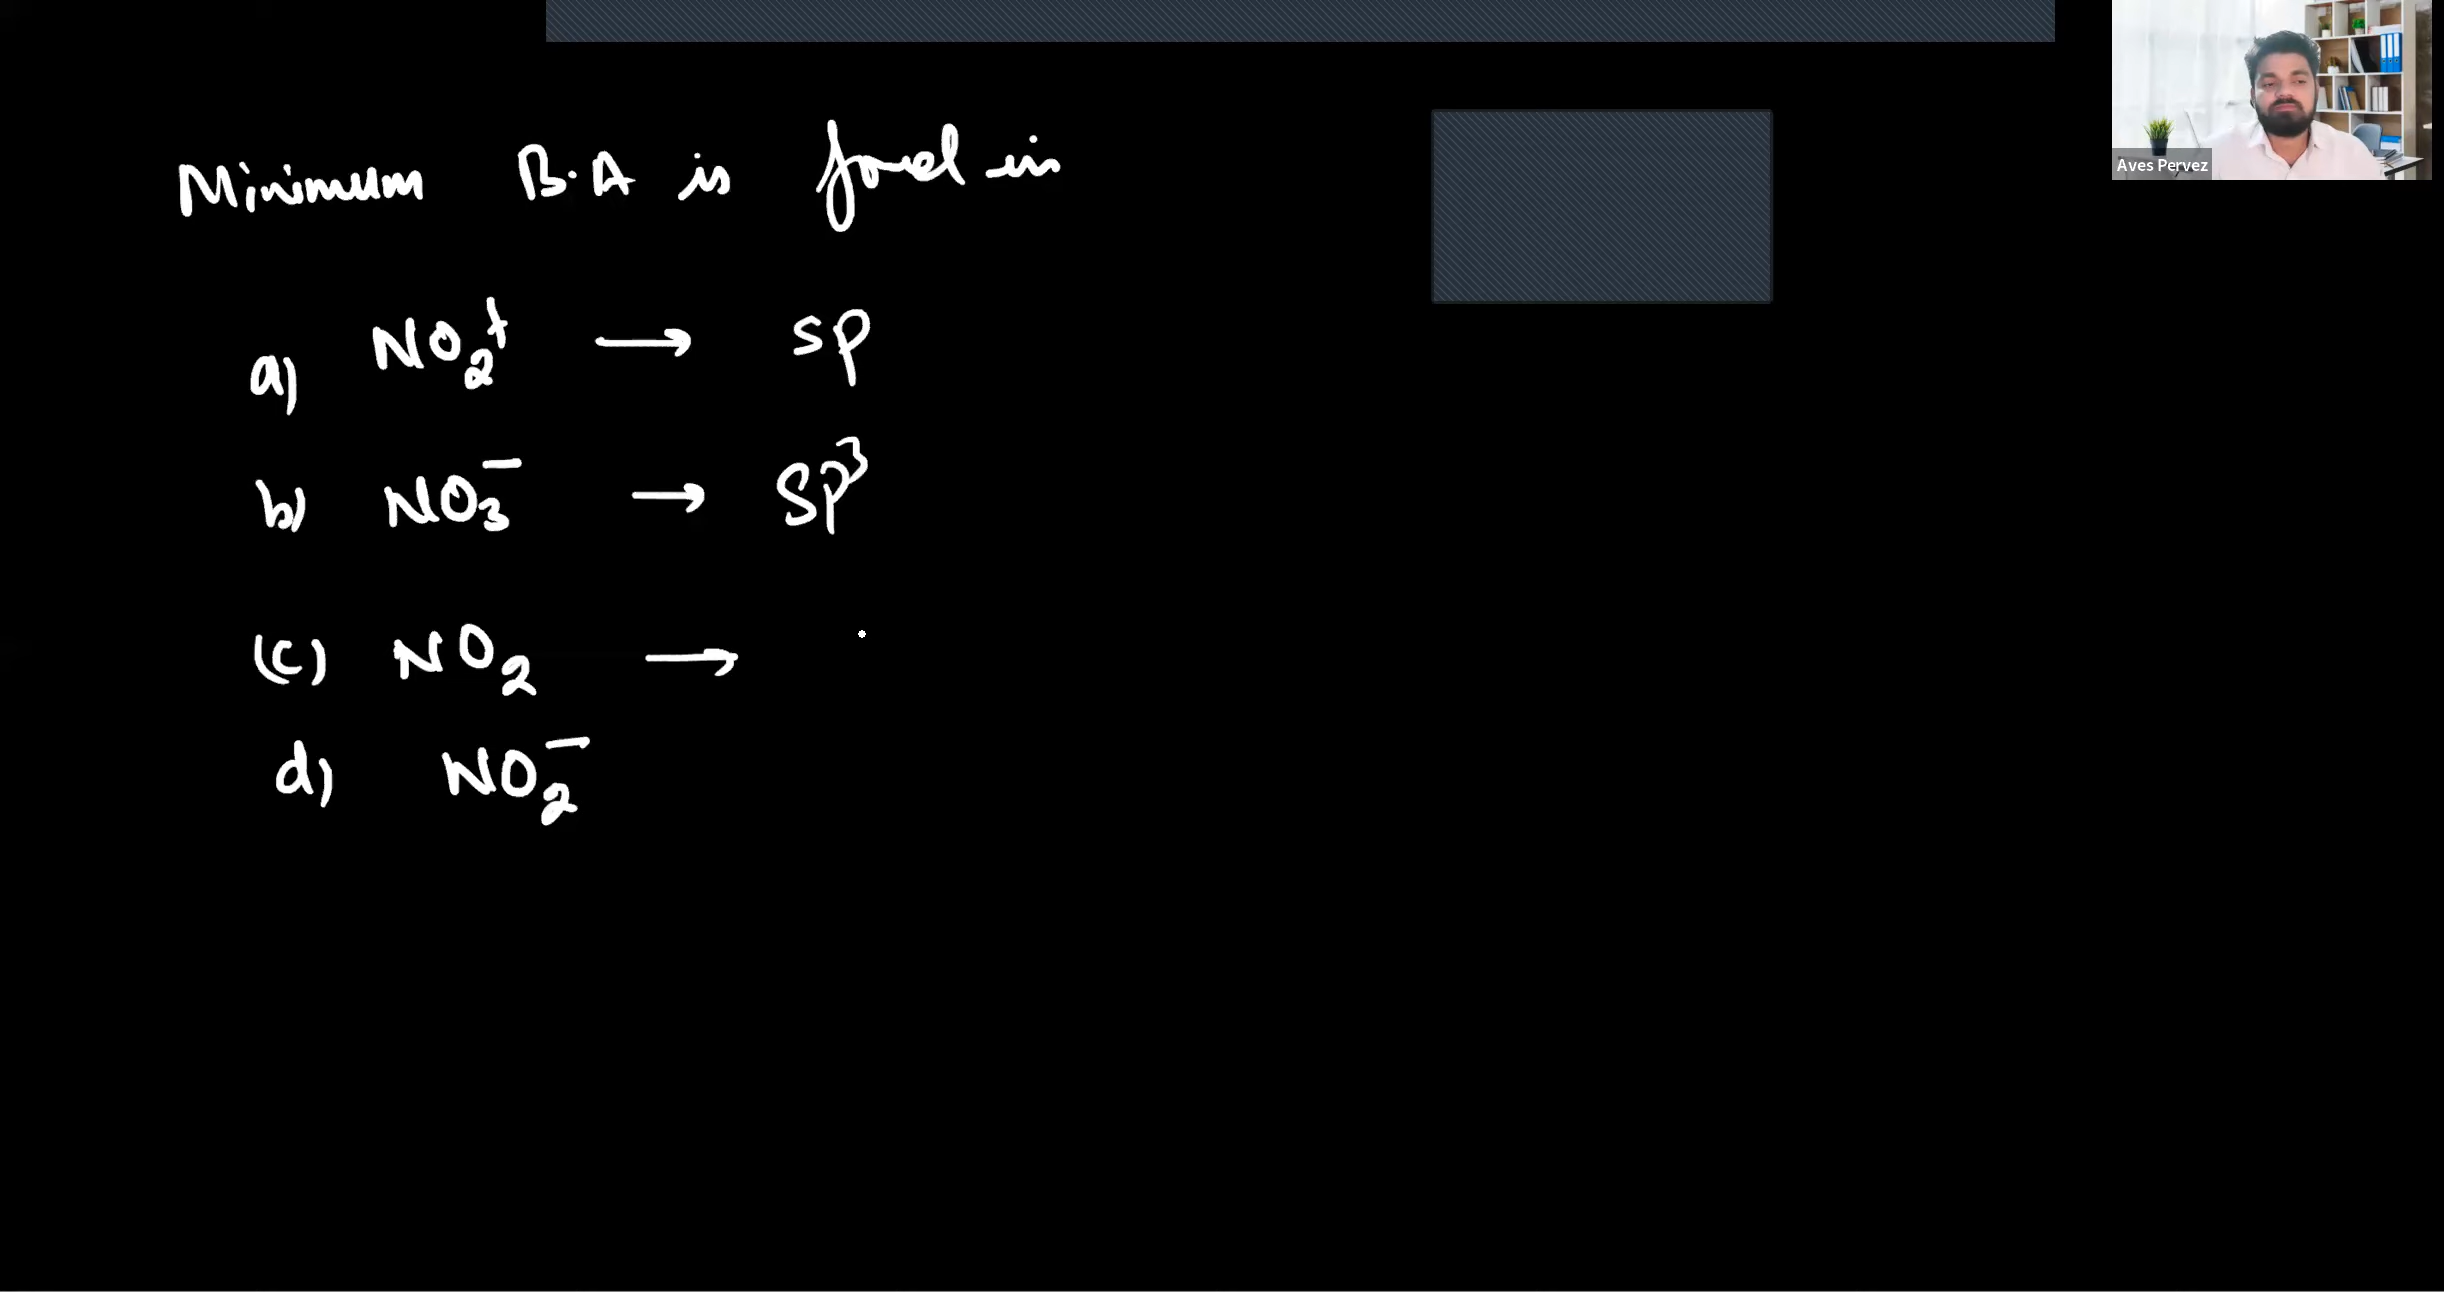 Minimum B.A is found in
Aves Pervez
a) NO₂⁺ → sp
b) NO₃⁻ → Sp³
(c) NO₂ →
d) NO₂⁻